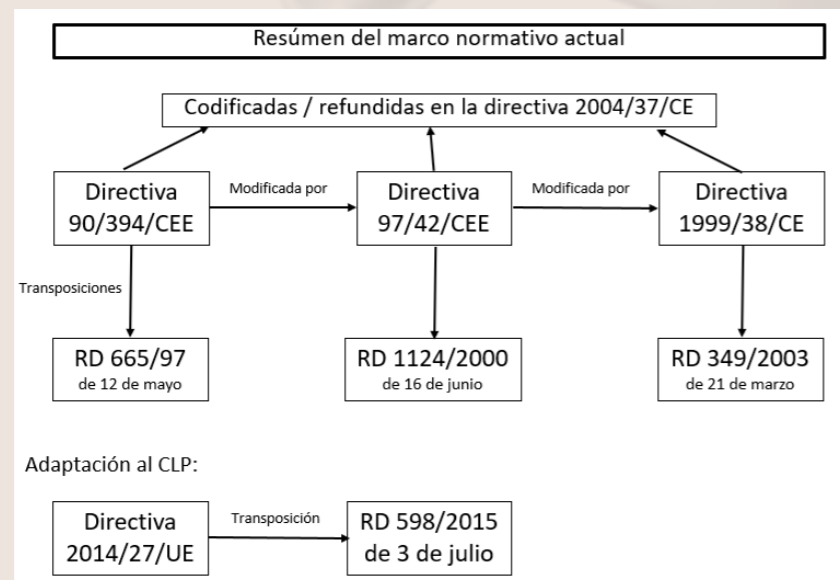 Resúmen del marco normativo actual
Codificadas / refundidas en la directiva 2004/37/CE
Directiva
90/394/CEE
Modificada por
Directiva
97/42/CEE
Modificada por
Directiva
1999/38/CE
Transposiciones
RD 665/97
de 12 de mayo
RD 1124/2000
de 16 de junio
RD 349/2003
de 21 de marzo
Adaptación al CLP:
Directiva
2014/27/UE
Transposición
RD 598/2015
de 3 de julio